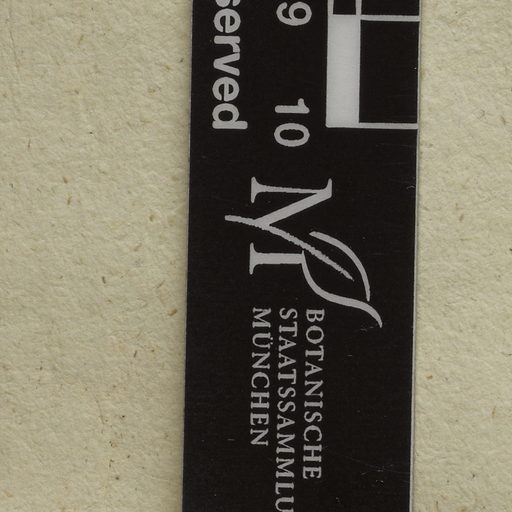 served
9 10
BOTANISCHE
STAATSSAMMLU
MÜNCHEN